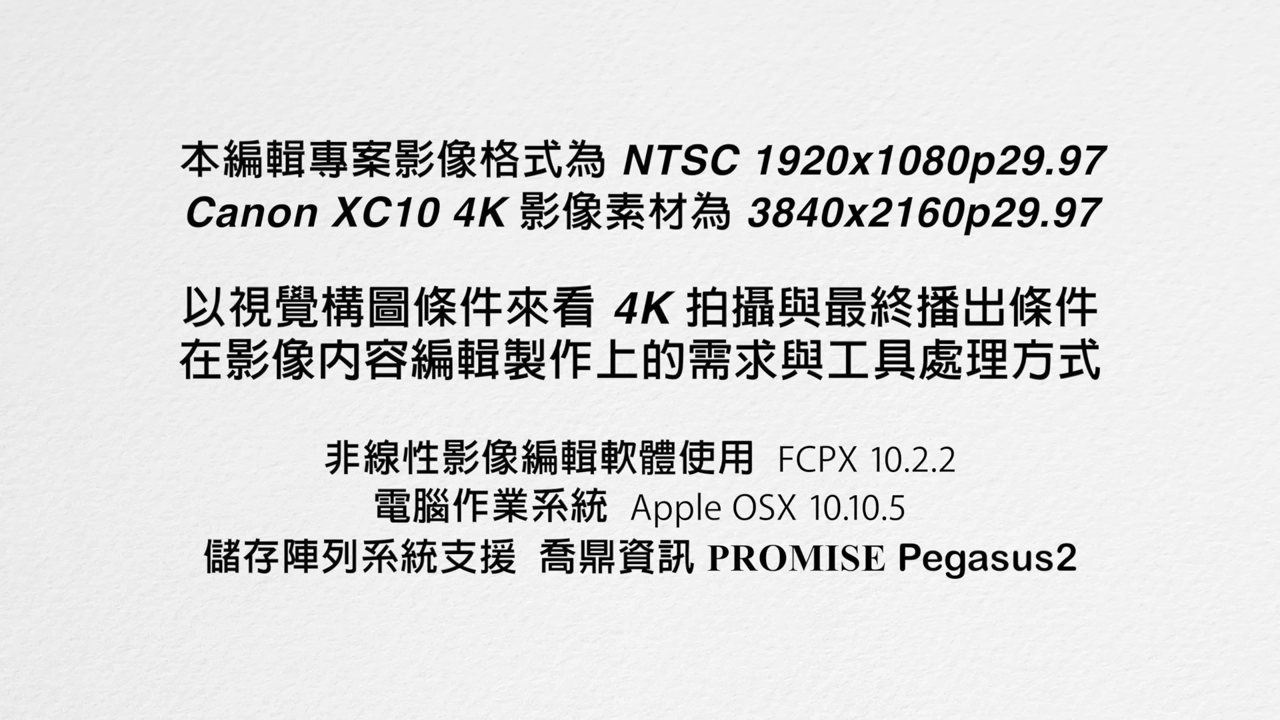 本編輯專案影像格式為 NTSC 1920x1080p29.97
Canon XC10 4K 影像素材為 3840x2160p29.97
以視覺構圖條件來看 4K 拍攝與最終播出條件
在影像内容編輯製作上的需求與工具處理方式
非線性影像編輯軟體使用 FCPX 10.2.2
電腦作業系統 Apple OSX 10.10.5
儲存陣列系統支援 喬鼎資訊 PROMISE Pegasus2